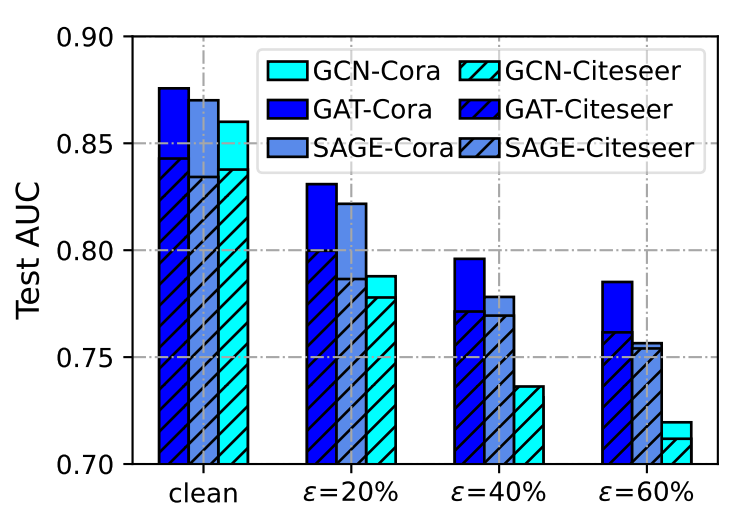 0.90
0.85
0.80
0.75
0.70
Test AUC
GCN-Cora GCN-Citeseer
GAT-Cora GAT-Citeseer
SAGE-Cora SAGE-Citeseer
clean ε=20% ε=40% ε=60%